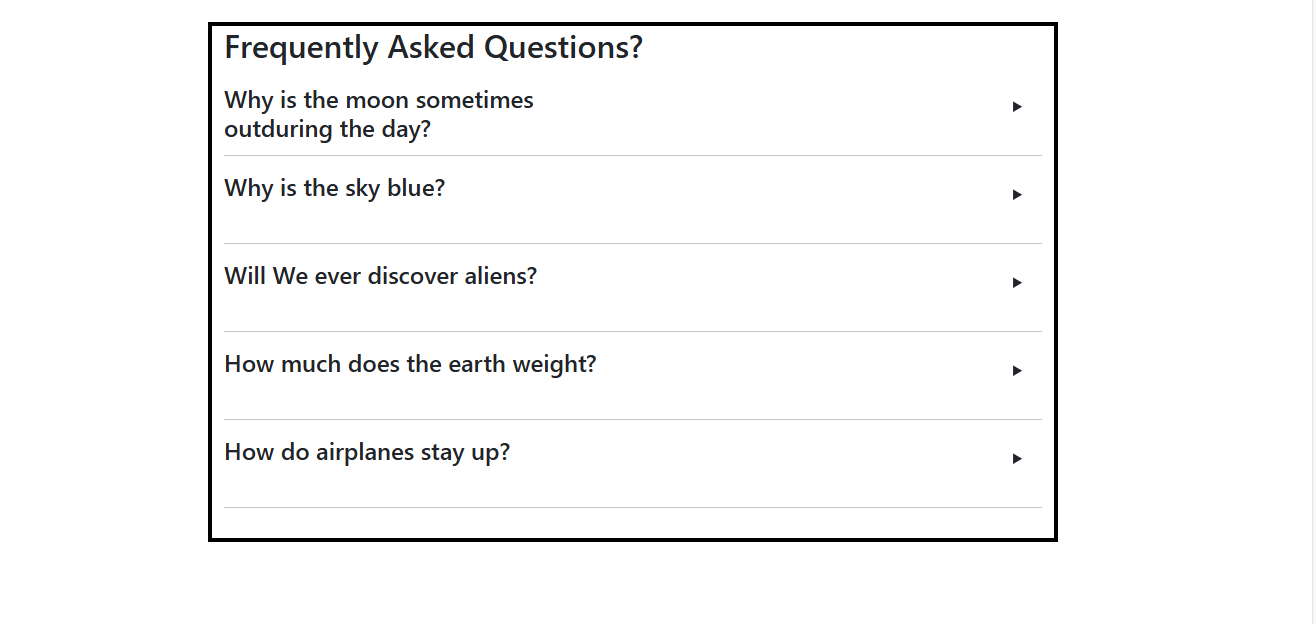 Frequently Asked Questions?
Why is the moon sometimes
outduring the day?
Why is the sky blue?
Will We ever discover aliens?
How much does the earth weight?
How do airplanes stay up?